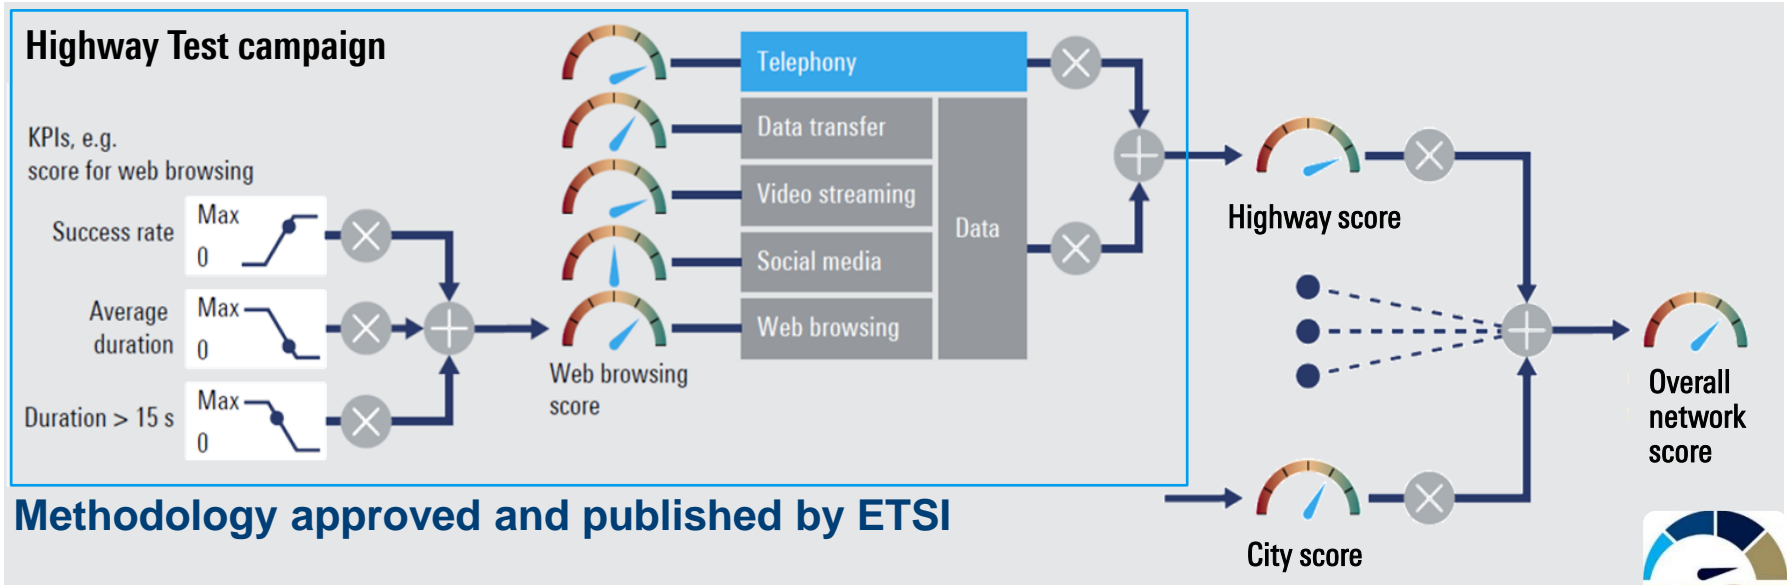 Highway Test campaign
KPIs, e.g.
score for web browsing
Success rate
Max
0
Average
duration
Max
0
Duration > 15 s
Max
0
Web browsing
score
Telephony
Data transfer
Video streaming
Social media
Web browsing
Data
Highway score
City score
Overall
network
score
Methodology approved and published by ETSI